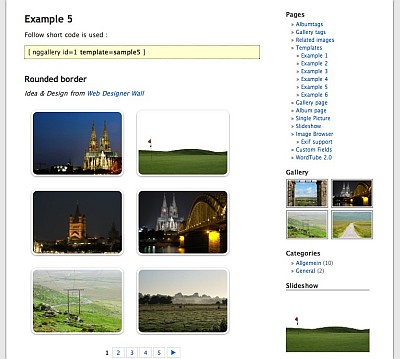 Example 5
Follow short code is used :
[ nggallery id=1 template=sample5 ]
Rounded border
Idea & Design from Web Designer Wall
1 2 3 4 5 ►
Pages
» Albumtags
» Gallery tags
» Related images
» Templates
» Example 1
» Example 2
» Example 3
» Example 4
» Example 5
» Example 6
» Gallery page
» Album page
» Single Picture
» Slideshow
» Image Browser
» Exif support
» Custom Fields
» WordTube 2.0
Gallery
Categories
» Allgemein (10)
» General (2)
Slideshow